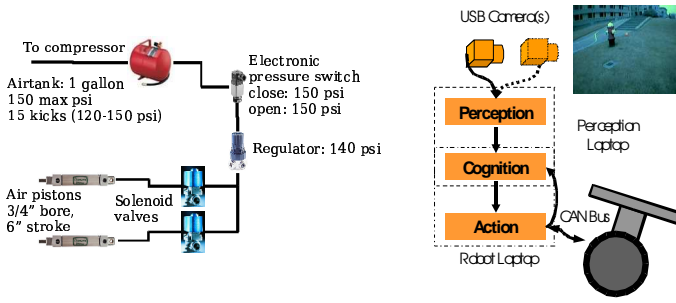 To compressor
Airtank: 1 gallon
150 max psi
15 kicks (120-150 psi)
Electronic
pressure switch
close: 150 psi
open: 150 psi
Regulator: 140 psi
Air pistons
3/4” bore,
6” stroke
Solenoid
valves
USB Camera(s)
Perception
Cognition
Action
Robot Laptop
Perception
Laptop
CAN Bus